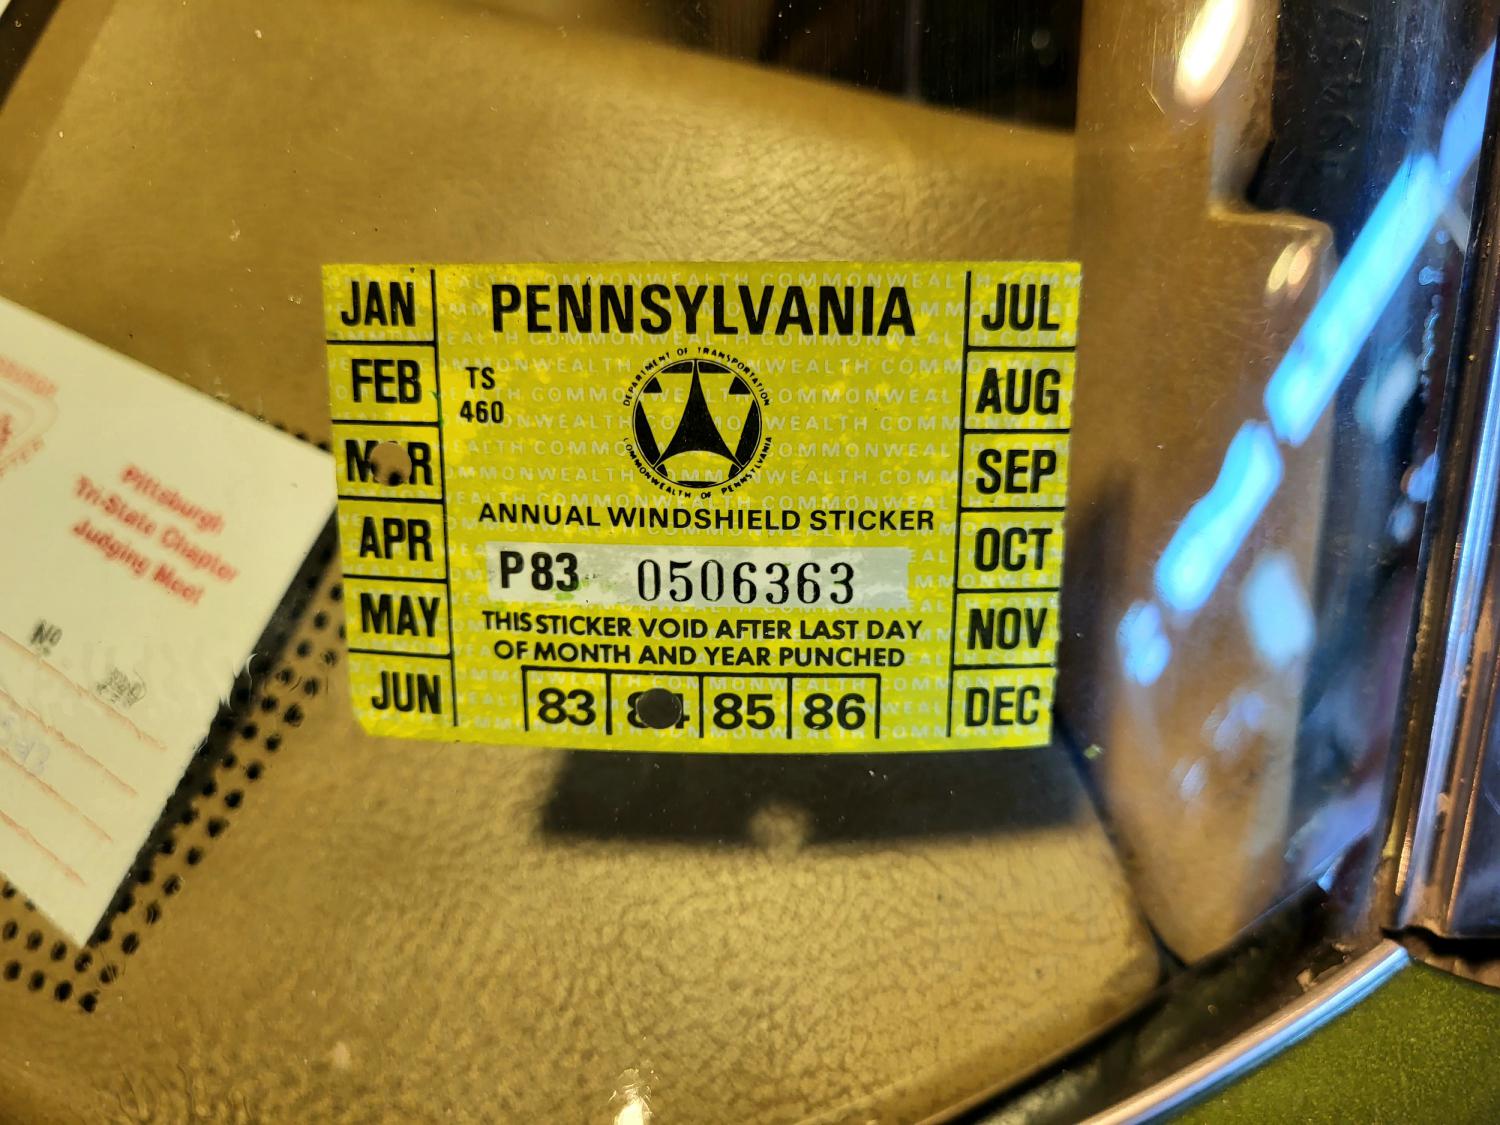 PENNSYLVANIA
JAN
FEB
MAR
APR
MAY
JUN
TS
460
DEPARTMENT OF TRANSPORTATION
COMMONWEALTH OF PENNSYLVANIA
ANNUAL WINDSHIELD STICKER
P83 0506363
THIS STICKER VOID AFTER LAST DAY
OF MONTH AND YEAR PUNCHED
83 84 85 86
JUL
AUG
SEP
OCT
NOV
DEC
Pittsburgh
Tri-State Chapter
Judging Meet
No